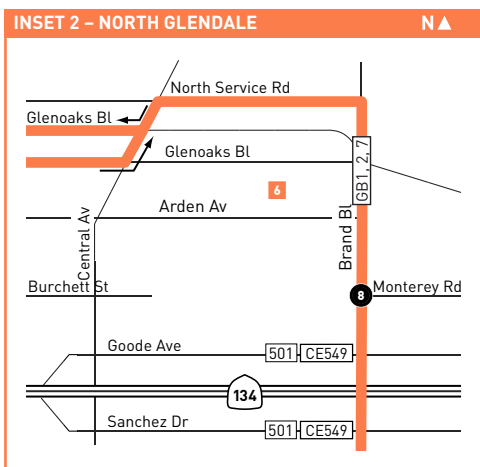 INSET 2 – NORTH GLENDALE
N
North Service Rd
Glenoaks Bl
Glenoaks Bl
GB1, 2, 7
6
Arden Av
Central Av
Brand Bl
Burchett St
8
Monterey Rd
Goode Ave
501
CE549
134
Sanchez Dr
501
CE549